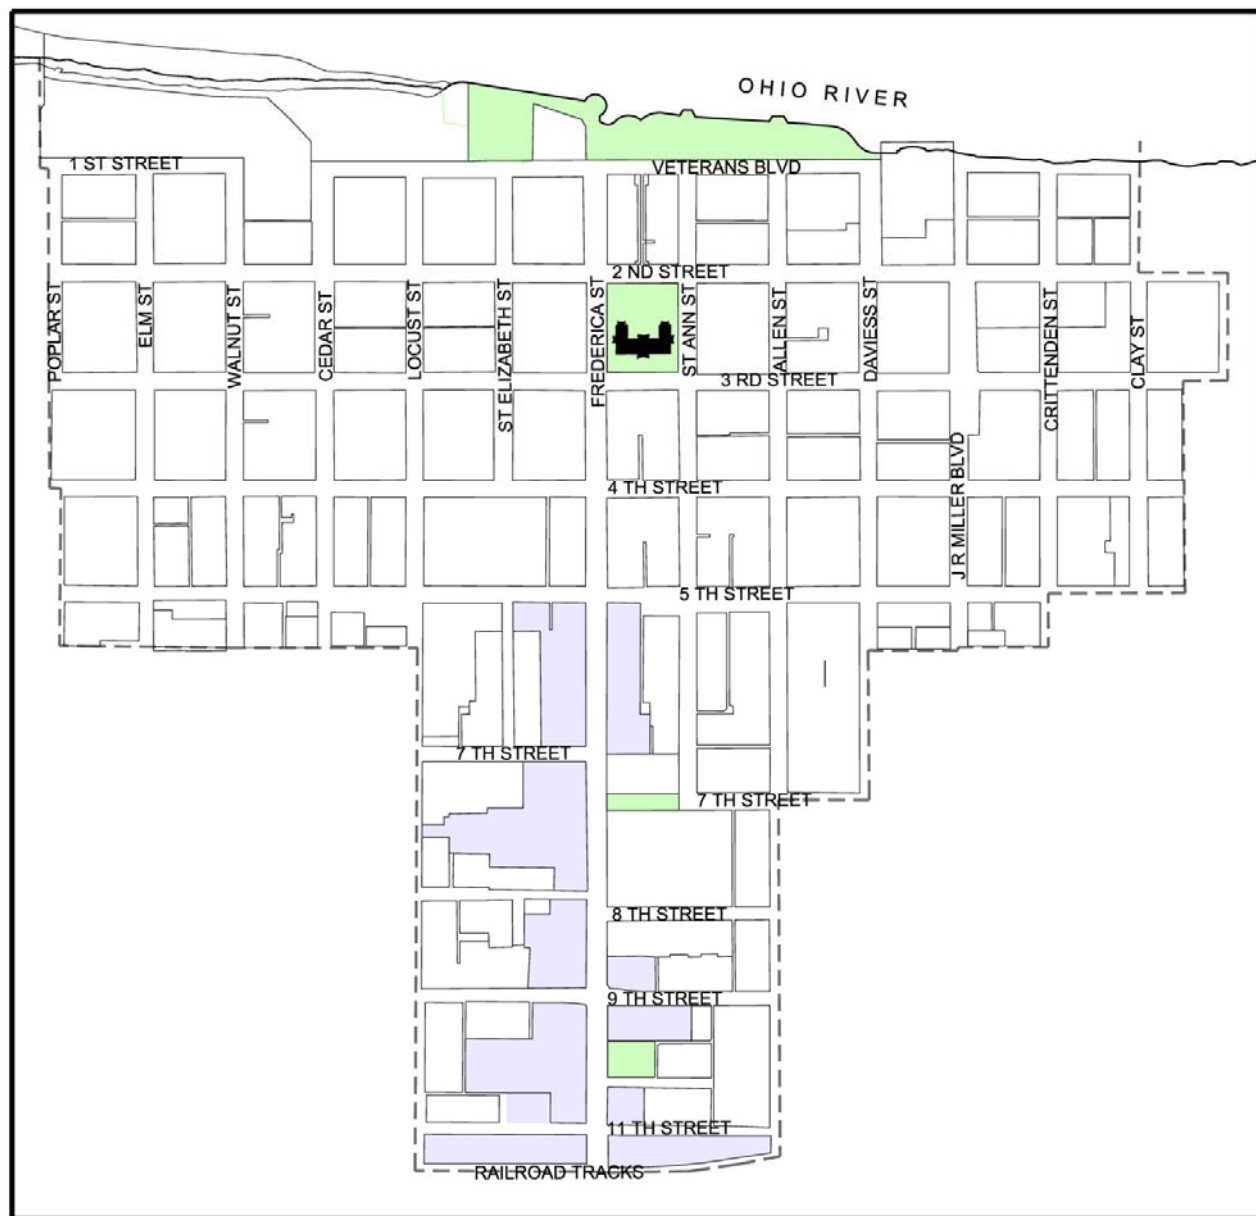 OHIO RIVER
1 ST STREET
VETERANS BLVD
2 ND STREET
POPLAR ST
ELM ST
WALNUT ST
CEDAR ST
LOCUST ST
ST ELIZABETH ST
FREDERICA ST
ST ANN ST
ALLEN ST
DAVIESS ST
J R MILLER BLVD
CRITTENDEN ST
CLAY ST
3 RD STREET
4 TH STREET
5 TH STREET
7 TH STREET
7 TH STREET
8 TH STREET
9 TH STREET
11 TH STREET
RAILROAD TRACKS